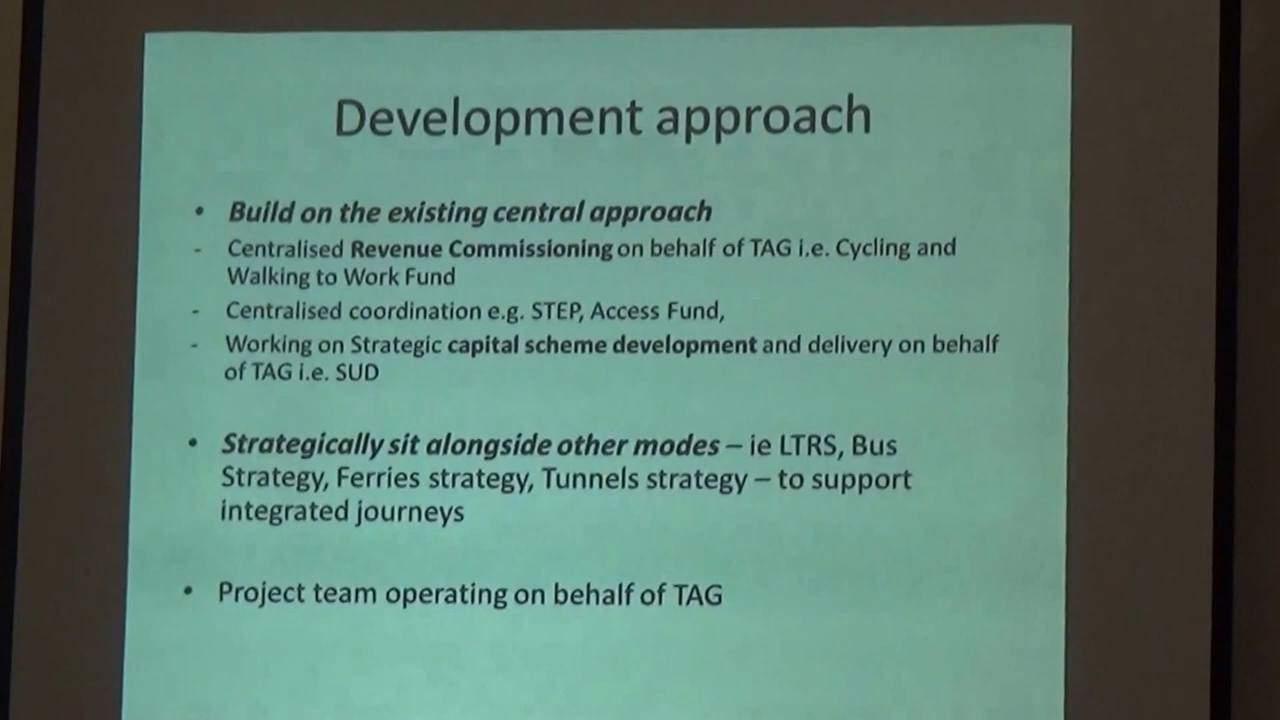 Development approach
• Build on the existing central approach
- Centralised Revenue Commissioning on behalf of TAG i.e. Cycling and
Walking to Work Fund
- Centralised coordination e.g. STEP, Access Fund,
- Working on Strategic capital scheme development and delivery on behalf
of TAG i.e. SUD
• Strategically sit alongside other modes – ie LTRS, Bus
Strategy, Ferries strategy, Tunnels strategy – to support
integrated journeys
• Project team operating on behalf of TAG